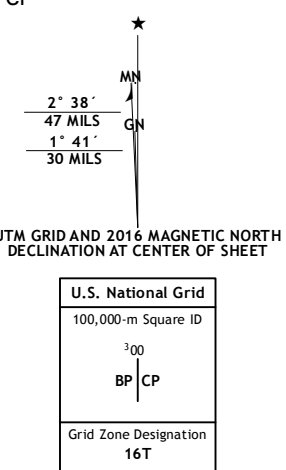 ★
MN
2° 38´
47 MILS
GN
1° 41´
30 MILS
UTM GRID AND 2016 MAGNETIC NORTH
DECLINATION AT CENTER OF SHEET
U.S. National Grid
100,000-m Square ID
³00
BP CP
Grid Zone Designation
16T